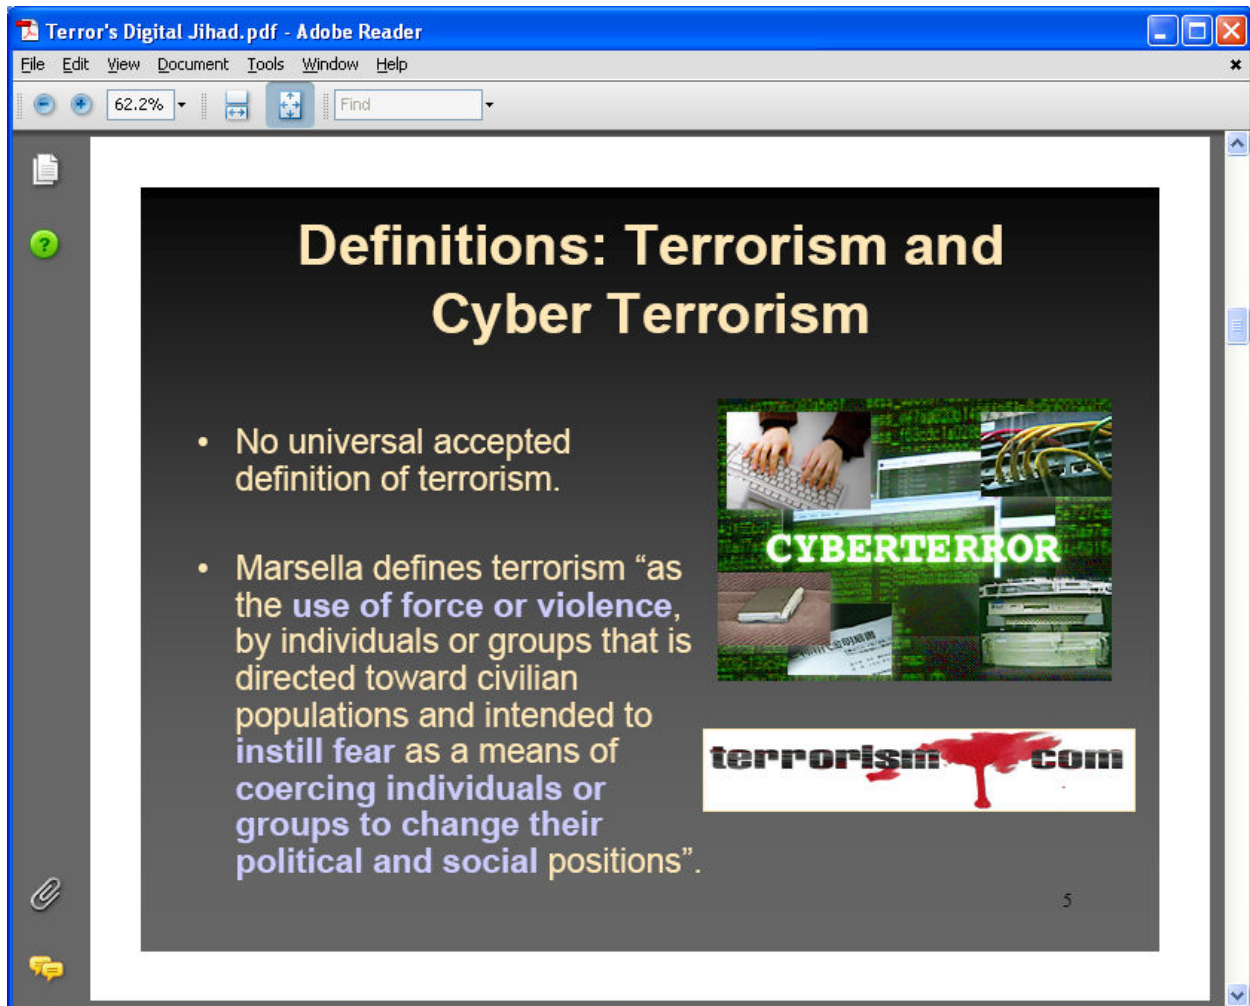 Terror's Digital Jihad.pdf - Adobe Reader
File Edit View Document Tools Window Help
62.2%
Find
Definitions: Terrorism and
Cyber Terrorism
• No universal accepted
definition of terrorism.
• Marsella defines terrorism “as
the use of force or violence,
by individuals or groups that is
directed toward civilian
populations and intended to
instill fear as a means of
coercing individuals or
groups to change their
political and social positions”.
CYBERTERROR
terrorism com
5